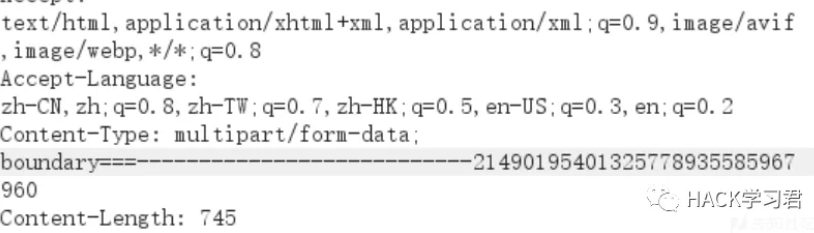 text/html,application/xhtml+xml,application/xml;q=0.9,image/avif
,image/webp,*/*;q=0.8
Accept-Language:
zh-CN,zh;q=0.8,zh-TW;q=0.7,zh-HK;q=0.5,en-US;q=0.3,en;q=0.2
Content-Type: multipart/form-data;
boundary===---------------------------21490195401325778935585967
960
HACK学习君
Content-Length: 745